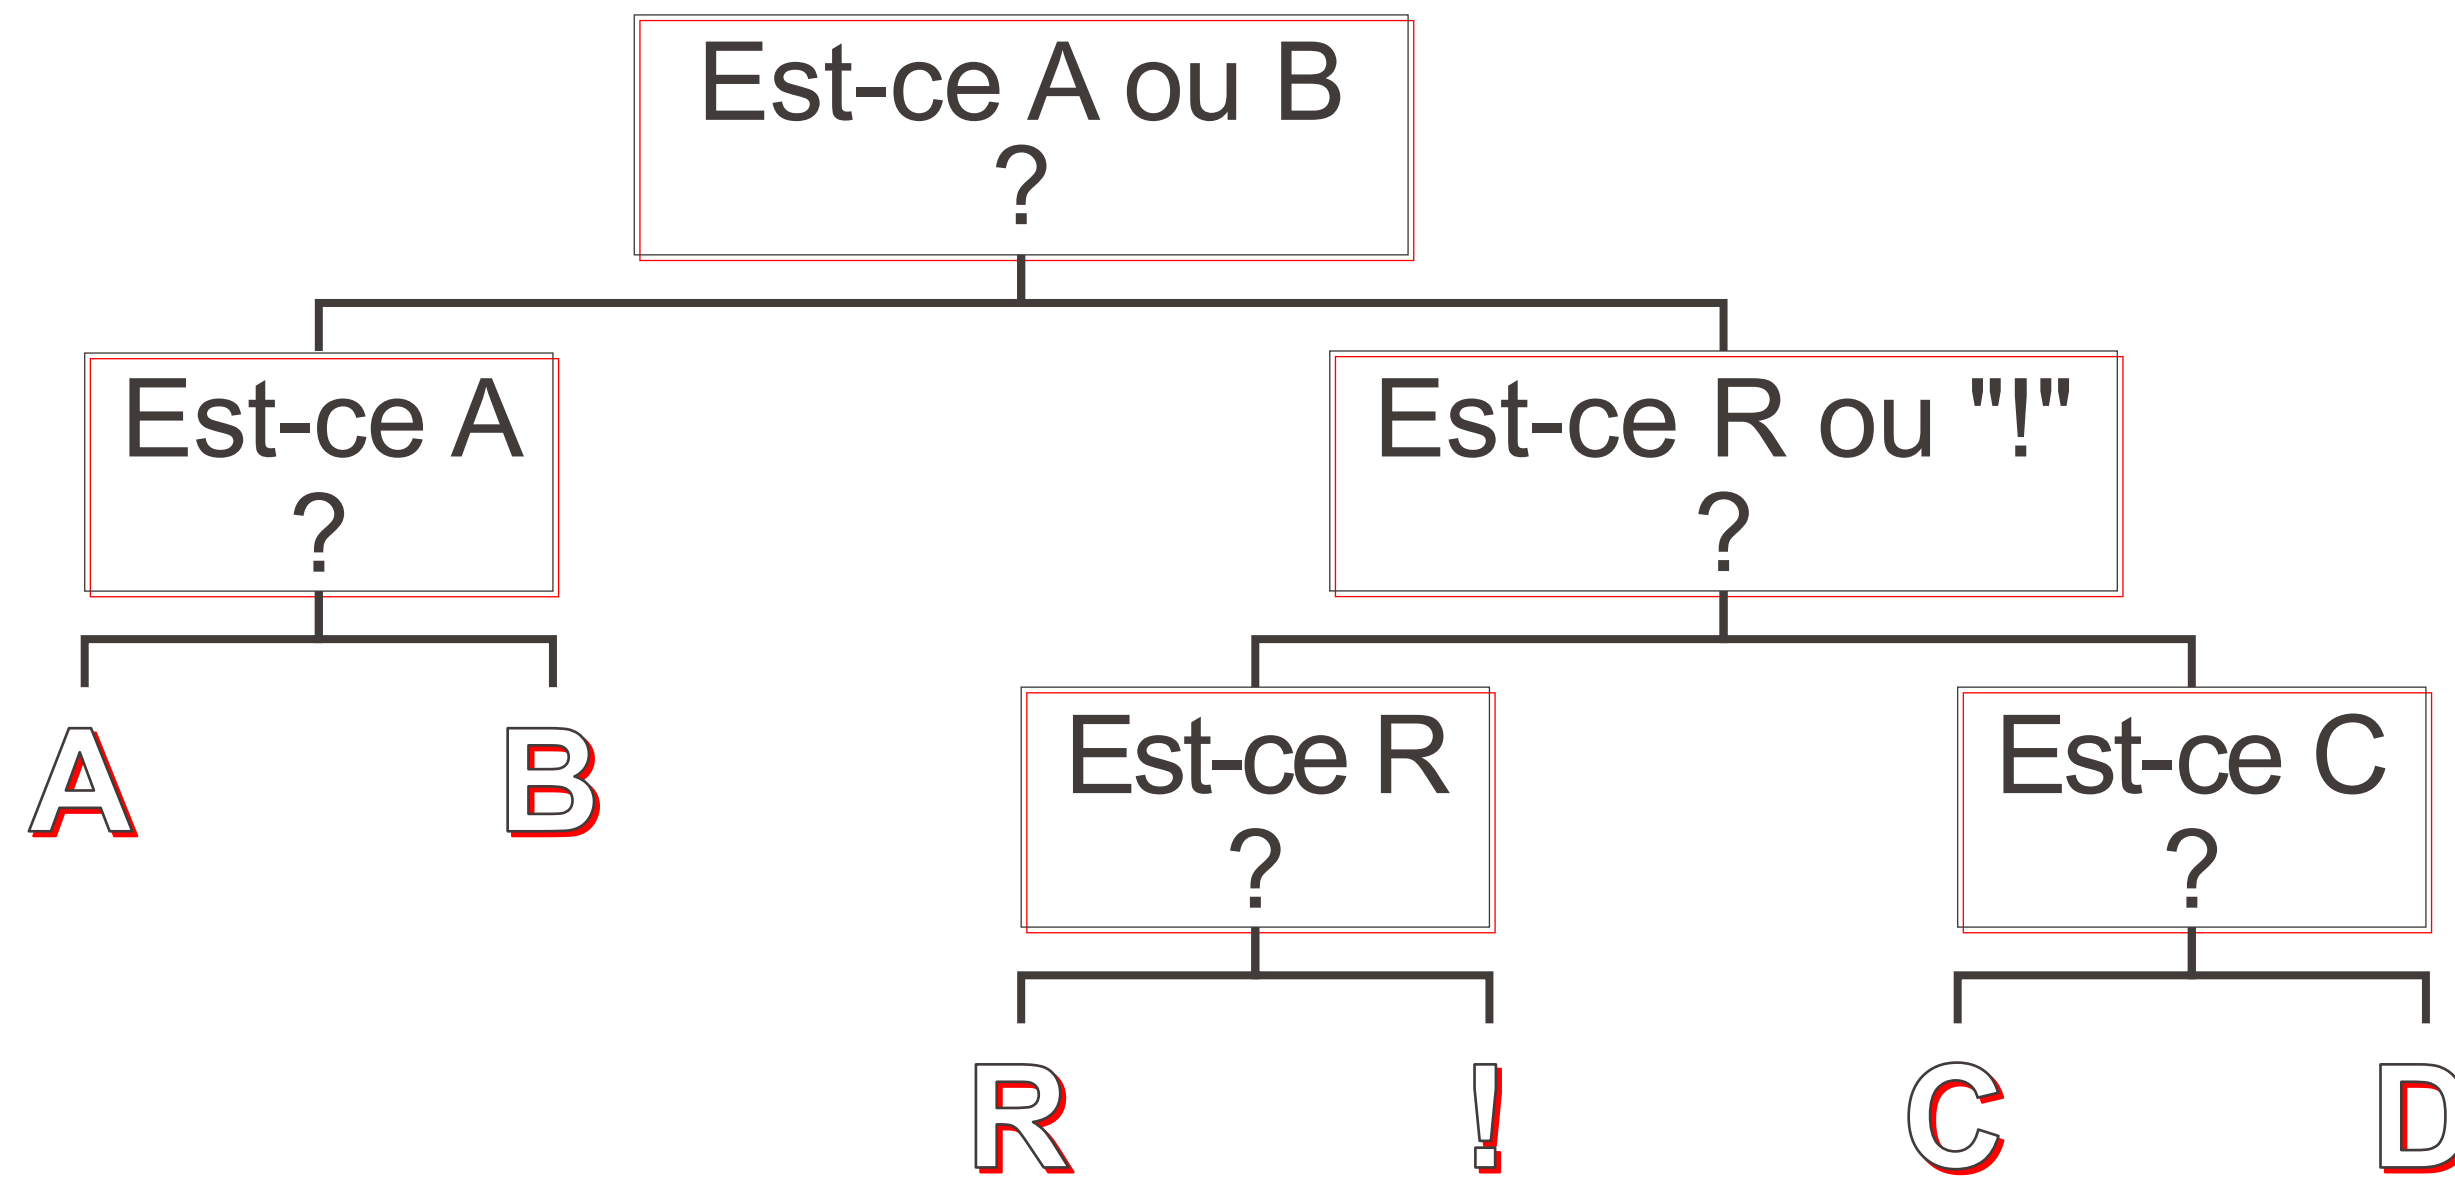 Est-ce A ou B
?
Est-ce A
?
Est-ce R ou "!"
?
A
B
Est-ce R
?
Est-ce C
?
R
!
C
D